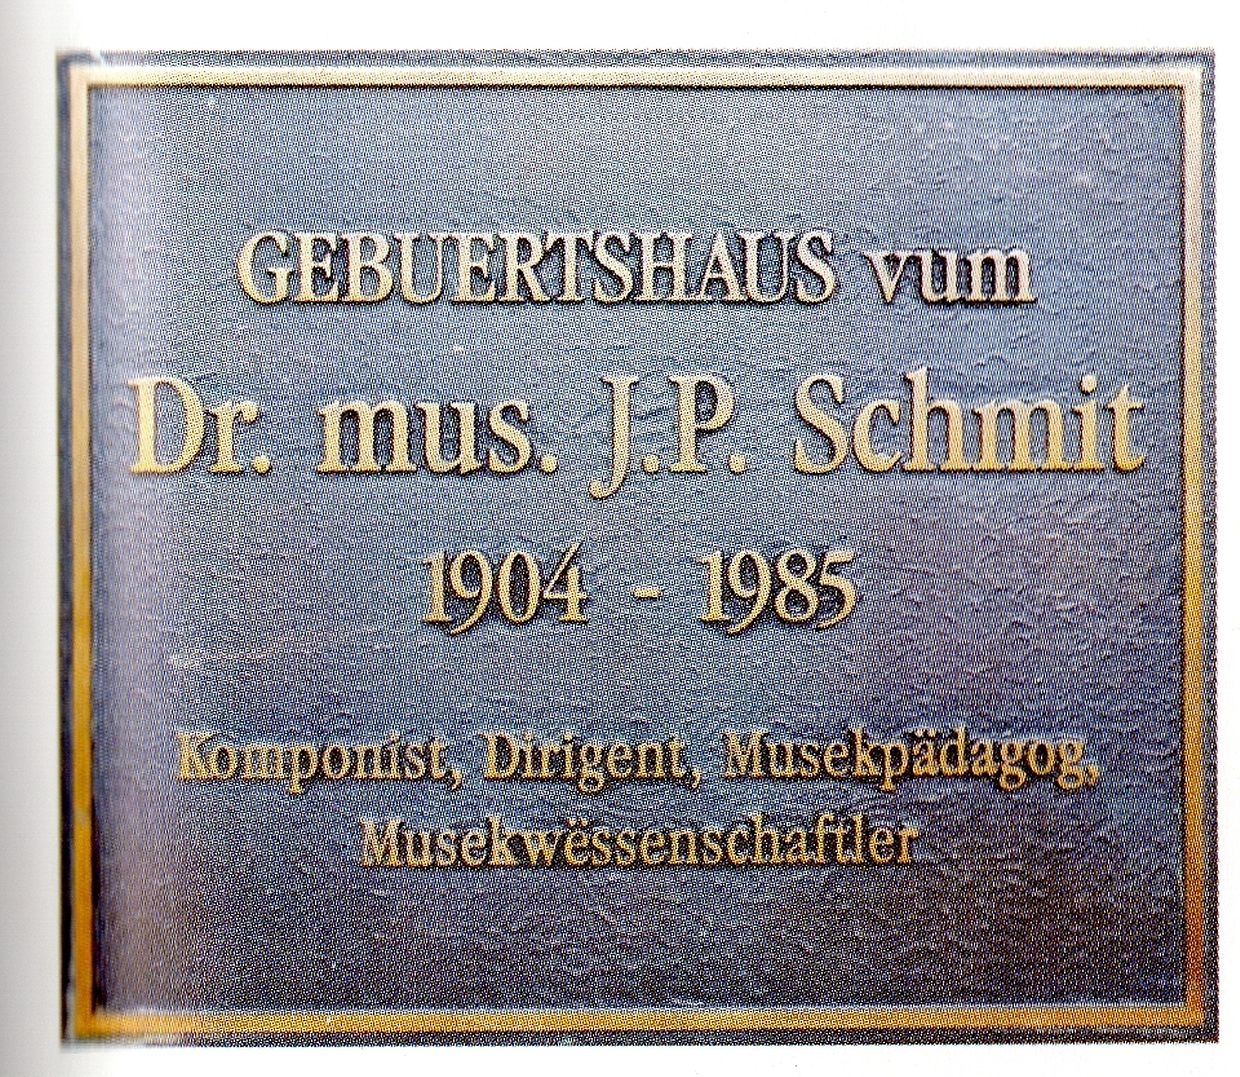 GEBUERTSHAUS vum
Dr. mus. J.P. Schmit
1904 - 1985
Komponist, Dirigent, Musekpädagog,
Musekwëssenschaftler